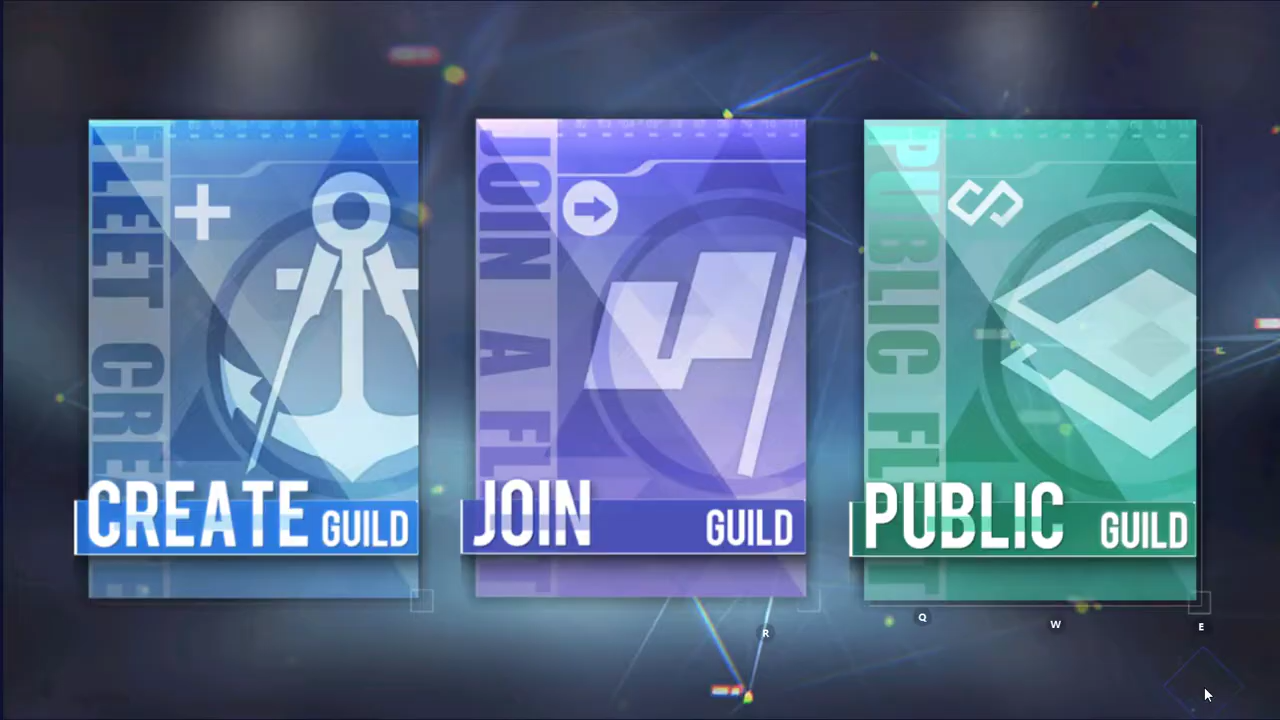 FLEET CRE
CREATE GUILD
JOIN A FL
JOIN GUILD
PUBLIC FL
PUBLIC GUILD
R
Q
W
E